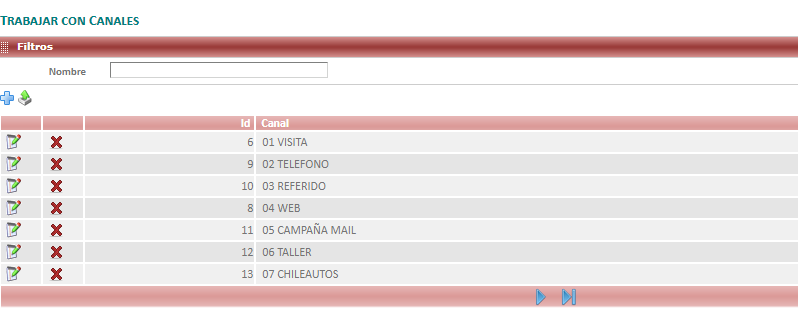 TRABAJAR CON CANALES
Filtros
Nombre
Id Canal
6 01 VISITA
9 02 TELEFONO
10 03 REFERIDO
8 04 WEB
11 05 CAMPAÑA MAIL
12 06 TALLER
13 07 CHILEAUTOS